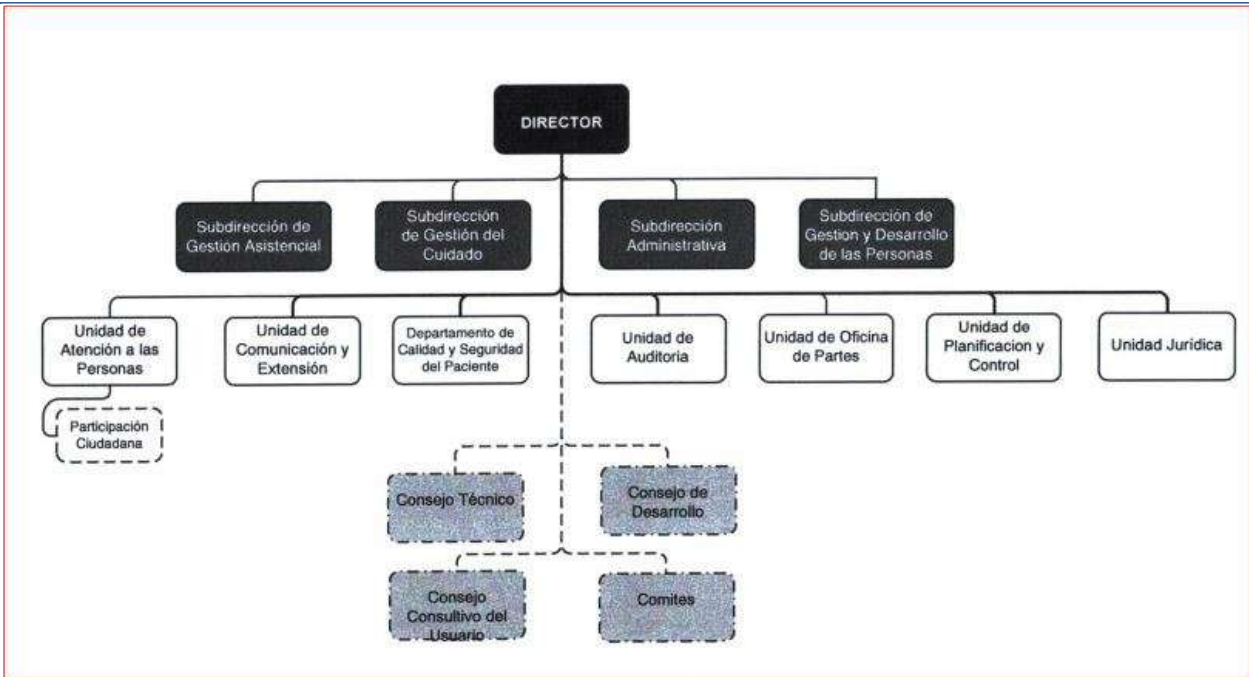 DIRECTOR
Subdirección de
Gestión Asistencial
Subdirección
de Gestión del
Cuidado
Subdirección
Administrativa
Subdirección de
Gestion y Desarrollo
de las Personas
Unidad de
Atención a las
Personas
Unidad de
Comunicación y
Extensión
Departamento de
Calidad y Seguridad
del Paciente
Unidad de
Auditoria
Unidad de Oficina
de Partes
Unidad de
Planificacion y
Control
Unidad Jurídica
Participación
Ciudadana
Consejo Técnico
Consejo de
Desarrollo
Consejo
Consultivo del
Usuario
Comites